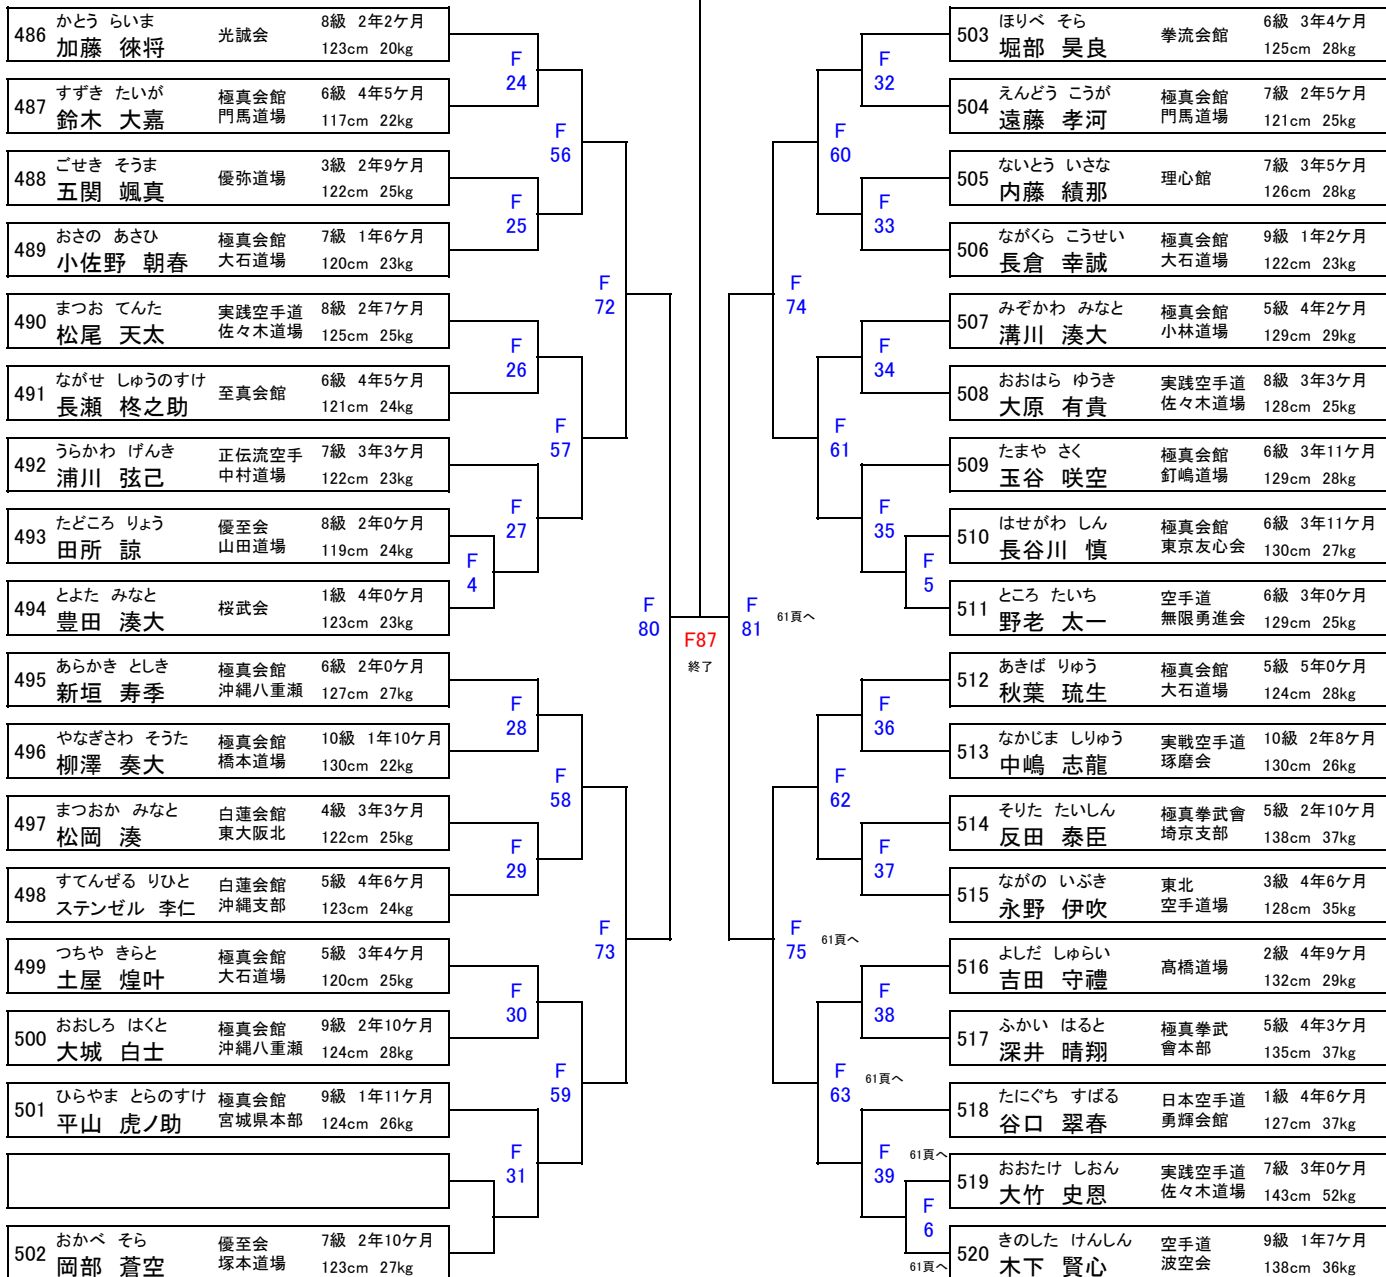 486 かとう らいま 光誠会 8級 2年2ケ月
加藤 徠将 123cm 20kg
487 すずき たいが 極真会館 6級 4年5ケ月
鈴木 大嘉 門馬道場 117cm 22kg
488 ごせき そうま 優弥道場 3級 2年9ケ月
五関 颯真 122cm 25kg
489 おさの あさひ 極真会館 7級 1年6ケ月
小佐野 朝春 大石道場 120cm 23kg
490 まつお てんた 実践空手道 8級 2年7ケ月
松尾 天太 佐々木道場 125cm 25kg
491 ながせ しゅうのすけ 至真会館 6級 4年5ケ月
長瀬 柊之助 121cm 24kg
492 うらかわ げんき 正伝流空手 7級 3年3ケ月
浦川 弦己 中村道場 122cm 23kg
493 たどころ りょう 優至会 8級 2年0ケ月
田所 諒 山田道場 119cm 24kg
494 とよた みなと 桜武会 1級 4年0ケ月
豊田 湊大 123cm 23kg
495 あらかき としき 極真会館 6級 2年0ケ月
新垣 寿季 沖縄八重瀬 127cm 27kg
496 やなぎさわ そうた 極真会館 10級 1年10ケ月
柳澤 奏大 橋本道場 130cm 22kg
497 まつおか みなと 白蓮会館 4級 3年3ケ月
松岡 湊 東大阪北 122cm 25kg
498 すてんぜる りひと 白蓮会館 5級 4年6ケ月
ステンゼル 李仁 沖縄支部 123cm 24kg
499 つちや きらと 極真会館 5級 3年4ケ月
土屋 煌叶 大石道場 120cm 25kg
500 おおしろ はくと 極真会館 9級 2年10ケ月
大城 白士 沖縄八重瀬 124cm 28kg
501 ひらやま とらのすけ 極真会館 9級 1年11ケ月
平山 虎ノ助 宮城県本部 124cm 26kg
502 おかべ そら 優至会 7級 2年10ケ月
岡部 蒼空 塚本道場 123cm 27kg
F
24
F
25
F
26
F
27
F
4
F
28
F
29
F
30
F
31
F
56
F
57
F
58
F
59
F
72
F
73
F
80
F87
終了
F
81 61頁へ
F
74
F
75 61頁へ
F
60
F
61
F
62
F
63 61頁へ
F
32
F
33
F
34
F
35
F
5
F
36
F
37
F
38
F
39 61頁へ
F
6
61頁へ
503 ほりべ そら 拳流会館 6級 3年4ケ月
堀部 昊良 125cm 28kg
504 えんどう こうが 極真会館 7級 2年5ケ月
遠藤 孝河 門馬道場 121cm 25kg
505 ないとう いさな 理心館 7級 3年5ケ月
内藤 績那 126cm 28kg
506 ながくら こうせい 極真会館 9級 1年2ケ月
長倉 幸誠 大石道場 122cm 23kg
507 みぞかわ みなと 極真会館 5級 4年2ケ月
溝川 湊大 小林道場 129cm 29kg
508 おおはら ゆうき 実践空手道 8級 3年3ケ月
大原 有貴 佐々木道場 128cm 25kg
509 たまや さく 極真会館 6級 3年11ケ月
玉谷 咲空 釘嶋道場 129cm 28kg
510 はせがわ しん 極真会館 6級 3年11ケ月
長谷川 慎 東京友心会 130cm 27kg
511 ところ たいち 空手道 6級 3年0ケ月
野老 太一 無限勇進会 129cm 25kg
512 あきば りゅう 極真会館 5級 5年0ケ月
秋葉 琉生 大石道場 124cm 28kg
513 なかじま しりゅう 実戦空手道 10級 2年8ケ月
中嶋 志龍 琢磨会 130cm 26kg
514 そりた たいしん 極真拳武會 5級 2年10ケ月
反田 泰臣 埼京支部 138cm 37kg
515 ながの いぶき 東北 3級 4年6ケ月
永野 伊吹 空手道場 128cm 35kg
516 よしだ しゅらい 髙橋道場 2級 4年9ケ月
吉田 守禮 132cm 29kg
517 ふかい はると 極真拳武 5級 4年3ケ月
深井 晴翔 會本部 135cm 37kg
518 たにぐち すばる 日本空手道 1級 4年6ケ月
谷口 翠春 勇輝会館 127cm 37kg
519 おおたけ しおん 実践空手道 7級 3年0ケ月
大竹 史恩 佐々木道場 143cm 52kg
520 きのした けんしん 空手道 9級 1年7ケ月
木下 賢心 波空会 138cm 36kg